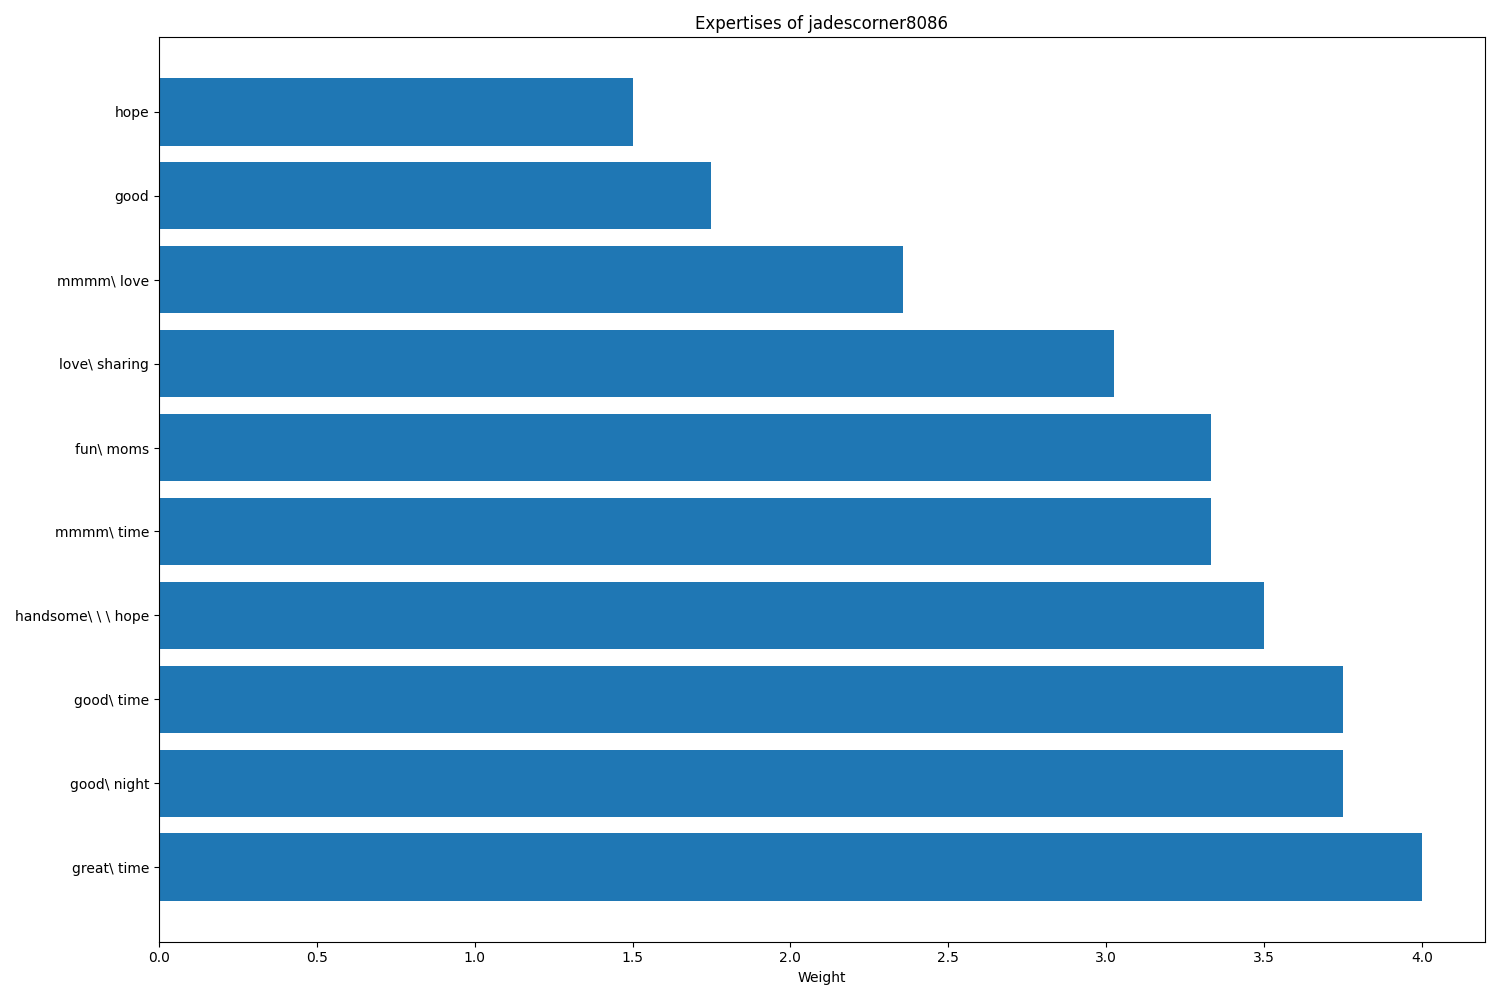 Expertises of jadescorner8086
hope
good
mmmm\ love
love\ sharing
fun\ moms
mmmm\ time
handsome\ \ \ hope
good\ time
good\ night
great\ time
0.0 0.5 1.0 1.5 2.0 2.5 3.0 3.5 4.0
Weight